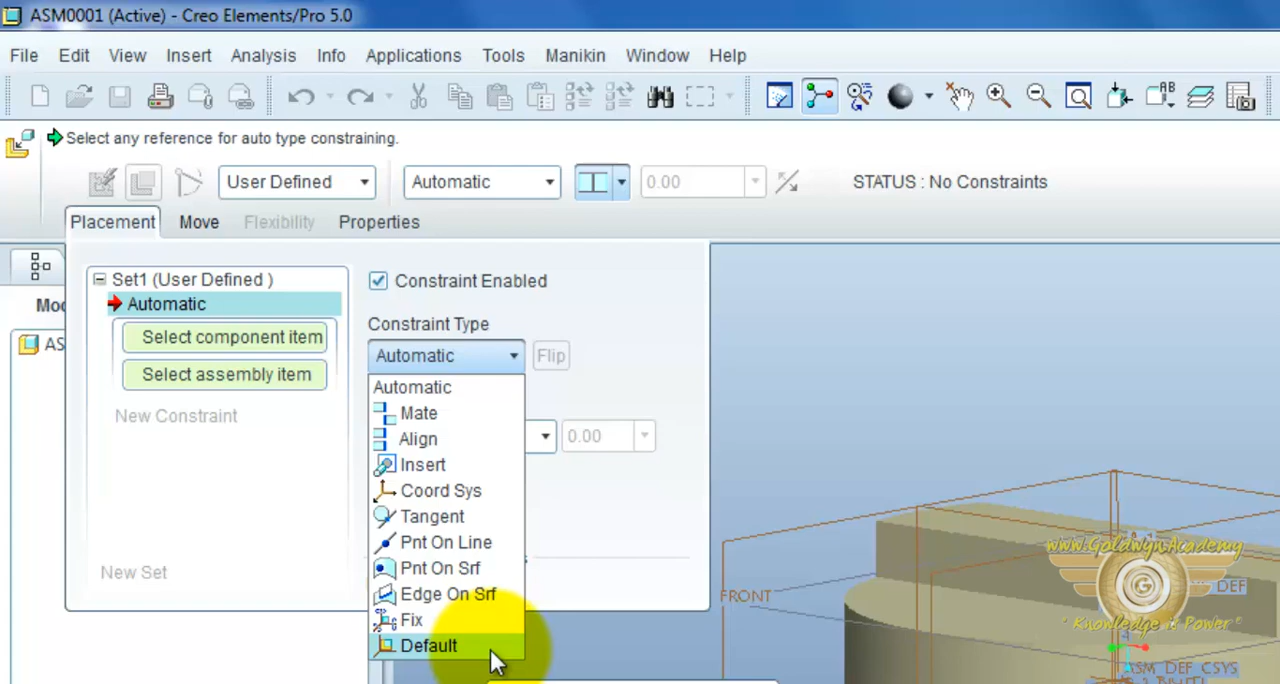 ASM0001 (Active) - Creo Elements/Pro 5.0
File Edit View Insert Analysis Info Applications Tools Manikin Window Help
Select any reference for auto type constraining.
User Defined Automatic 0.00 STATUS : No Constraints
Placement Move Flexibility Properties
Set1 (User Defined )
Automatic
Select component item
Select assembly item
New Constraint
New Set
Constraint Enabled
Constraint Type
Automatic Flip
Automatic
Mate
Align
0.00
Insert
Coord Sys
Tangent
Pnt On Line
Pnt On Srf
Edge On Srf
Fix
Default
AS
FRONT
www.GoldwynAcademy
DEF
" Knowledge is Power "
ASM_DEF_CSYS